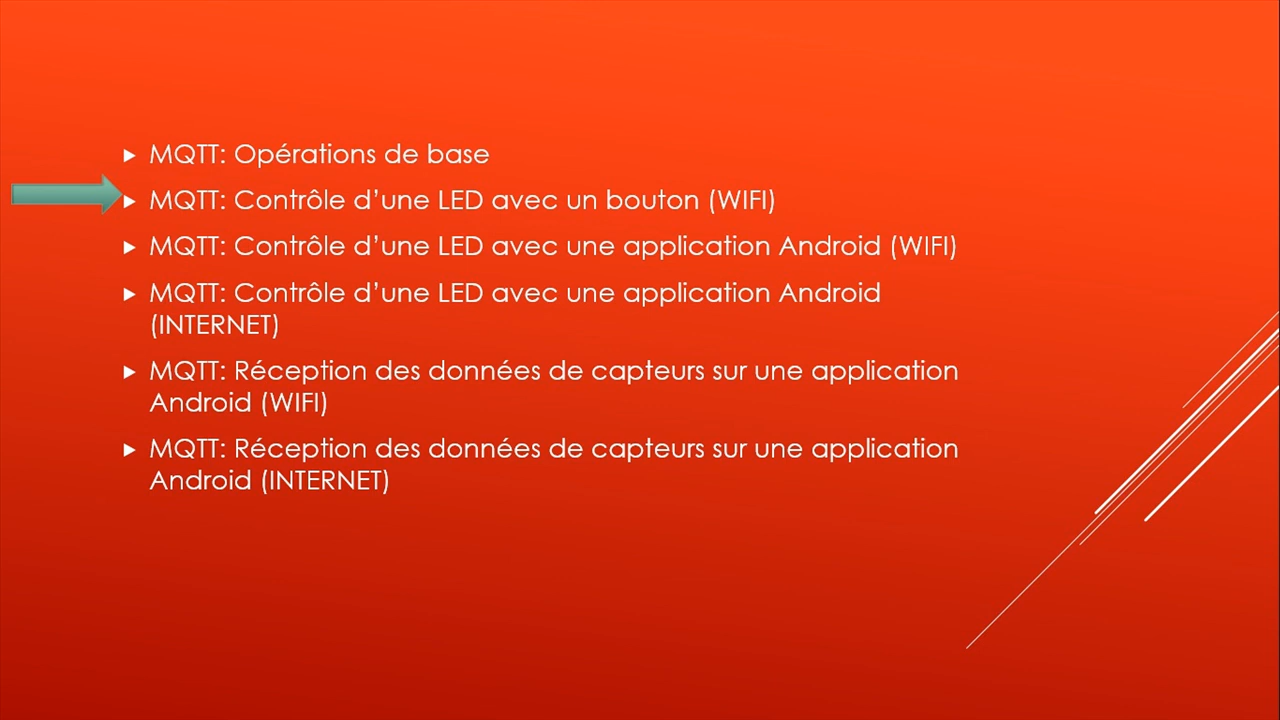 MQTT: Opérations de base
MQTT: Contrôle d’une LED avec un bouton (WIFI)
MQTT: Contrôle d’une LED avec une application Android (WIFI)
MQTT: Contrôle d’une LED avec une application Android
(INTERNET)
MQTT: Réception des données de capteurs sur une application
Android (WIFI)
MQTT: Réception des données de capteurs sur une application
Android (INTERNET)